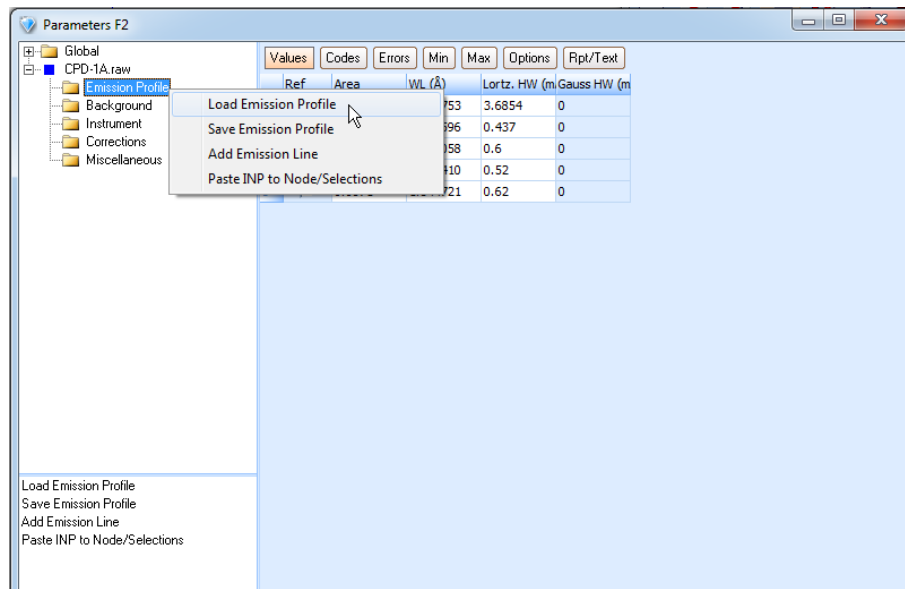 Parameters F2
Global
CPD-1A.raw
Emission Profile
Background
Instrument
Corrections
Miscellaneous
Load Emission Profile
Save Emission Profile
Add Emission Line
Paste INP to Node/Selections
Values Codes Errors Min Max Options Rpt/Text
Ref Area WL (Å) Lortz. HW (m Gauss HW (m
753 3.6854 0
596 0.437 0
058 0.6 0
410 0.52 0
721 0.62 0
Load Emission Profile
Save Emission Profile
Add Emission Line
Paste INP to Node/Selections